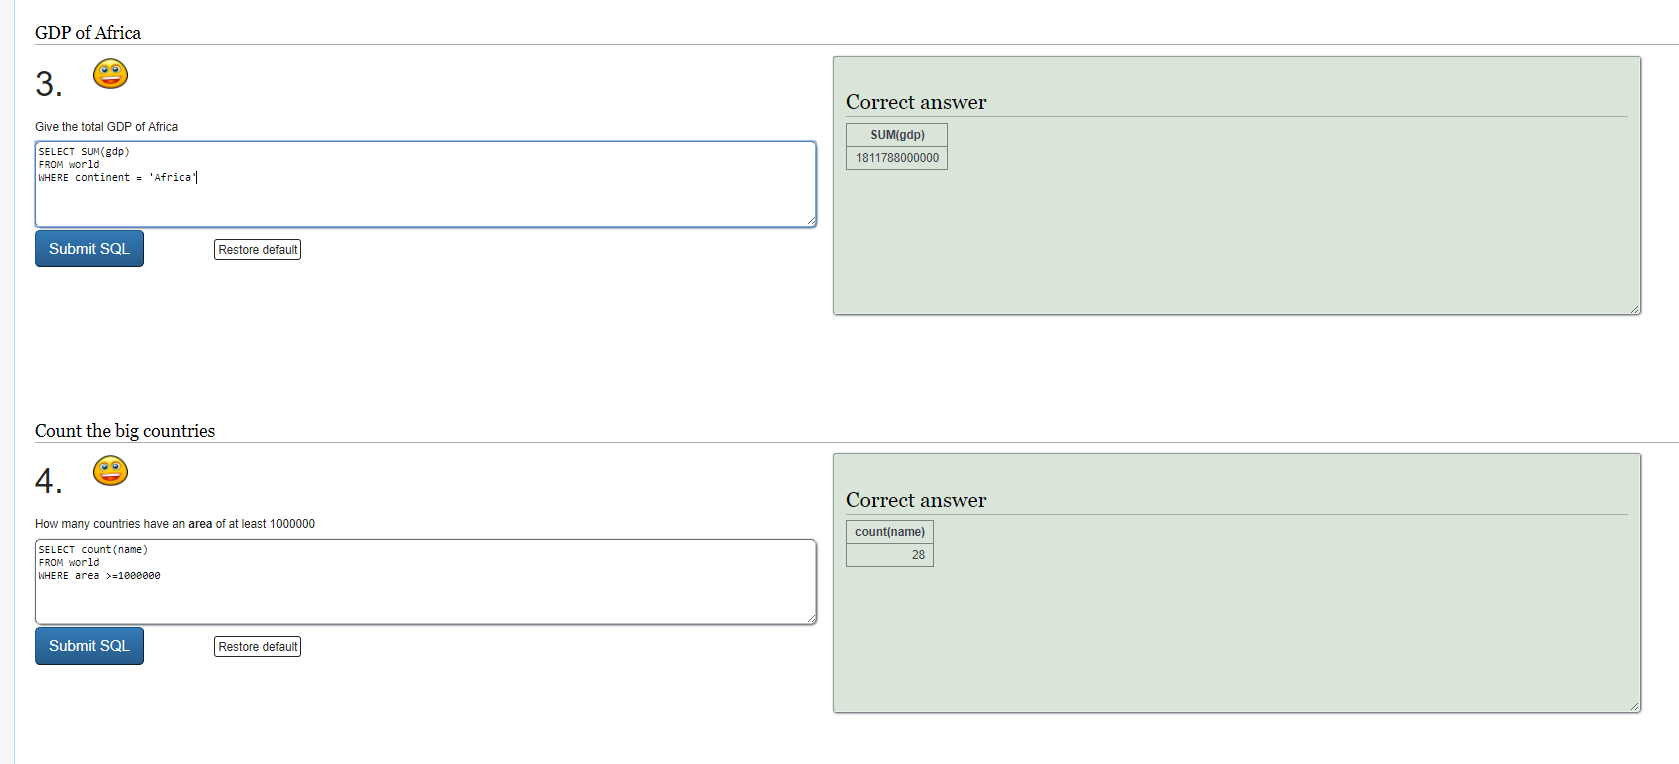 GDP of Africa
3.
Give the total GDP of Africa
SELECT SUM(gdp)
FROM world
WHERE continent = 'Africa'
Submit SQL
Restore default
Correct answer
SUM(gdp)
1811788000000
Count the big countries
4.
How many countries have an area of at least 1000000
SELECT count(name)
FROM world
WHERE area >=1000000
Submit SQL
Restore default
Correct answer
count(name)
28